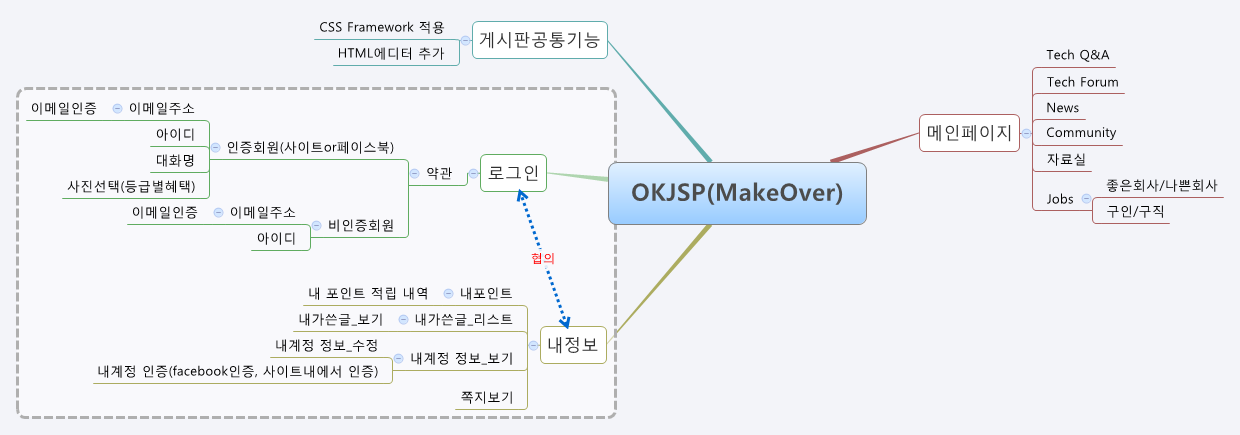 CSS Framework 적용
HTML에디터 추가
게시판공통기능
이메일인증
이메일주소
아이디
대화명
사진선택(등급별혜택)
인증회원(사이트or페이스북)
이메일인증
이메일주소
아이디
비인증회원
약관
로그인
협의
내 포인트 적립 내역
내포인트
내가쓴글_보기
내가쓴글_리스트
내계정 정보_수정
내계정 인증(facebook인증, 사이트내에서 인증)
내계정 정보_보기
쪽지보기
내정보
OKJSP(MakeOver)
메인페이지
Tech Q&A
Tech Forum
News
Community
자료실
Jobs
좋은회사/나쁜회사
구인/구직